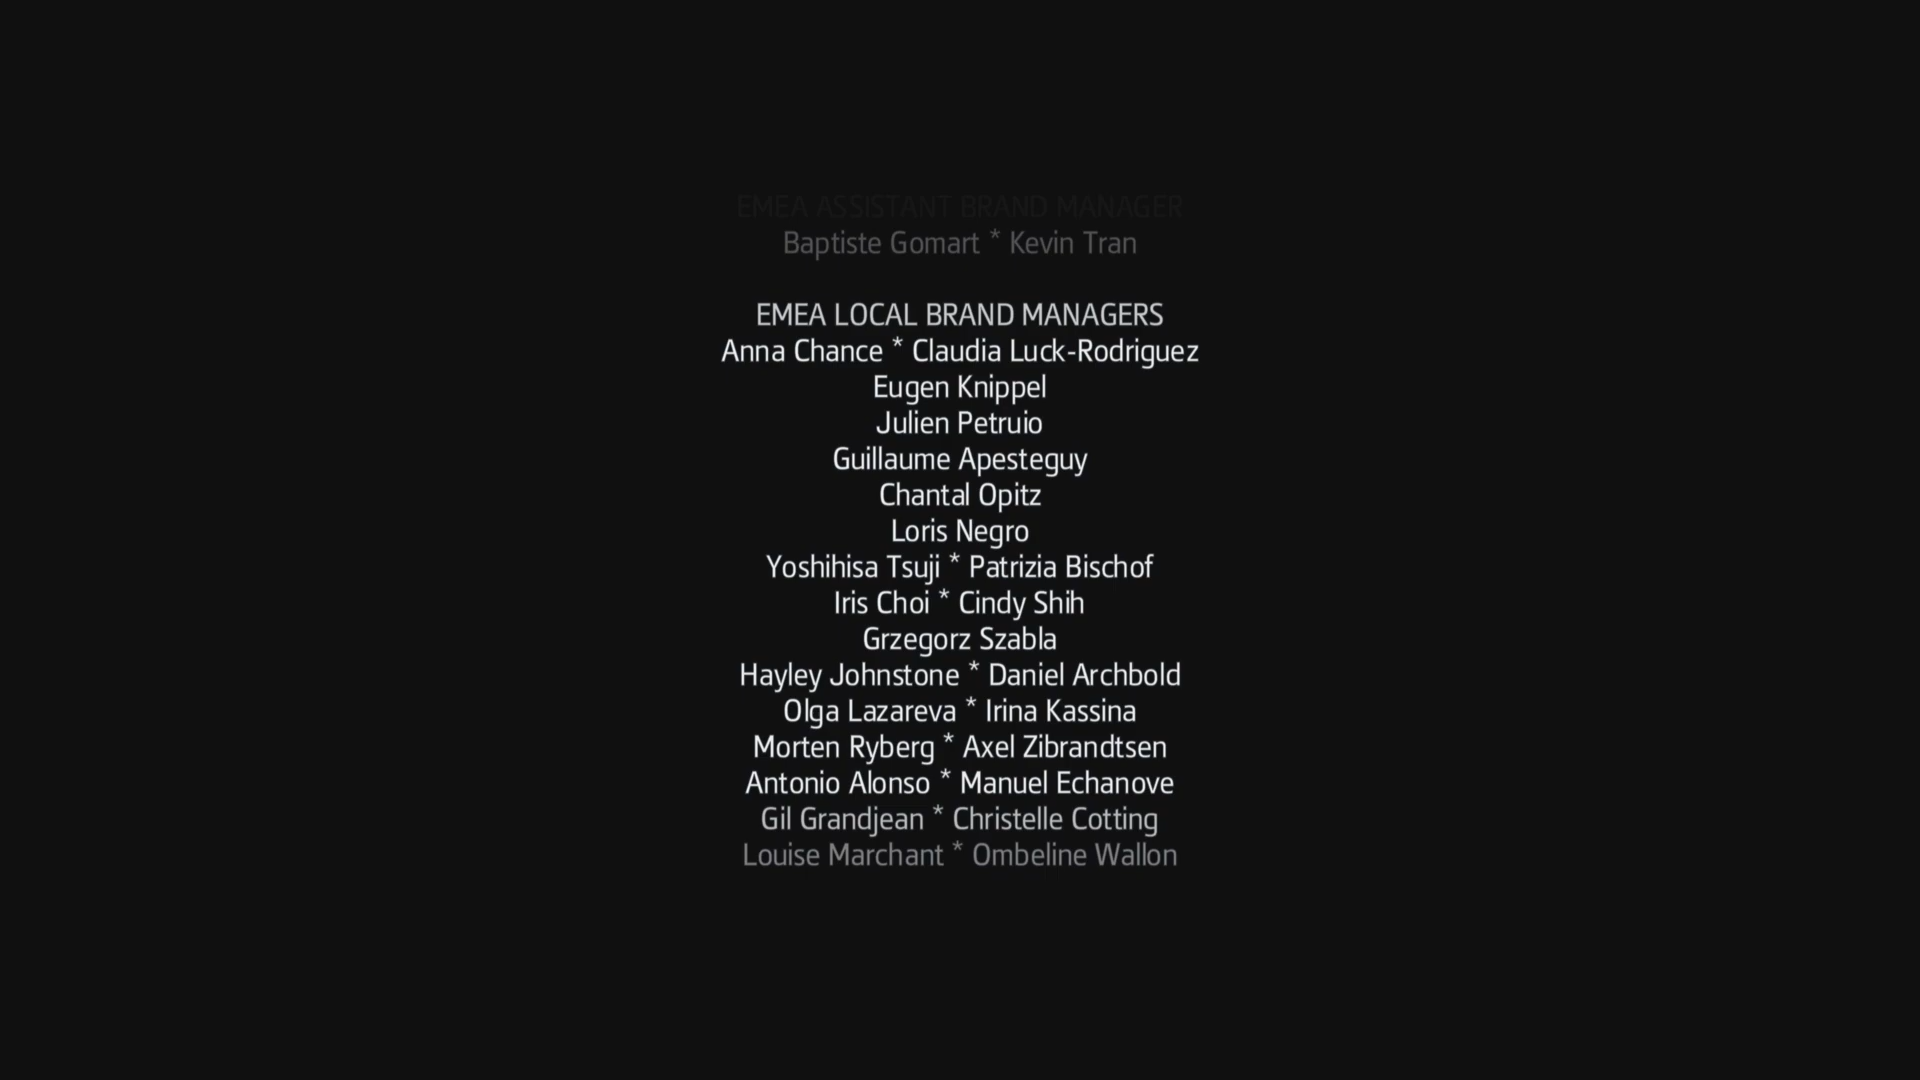 EMEA ASSISTANT BRAND MANAGER
Baptiste Gomart * Kevin Tran
EMEA LOCAL BRAND MANAGERS
Anna Chance * Claudia Luck-Rodriguez
Eugen Knippel
Julien Petruio
Guillaume Apesteguy
Chantal Opitz
Loris Negro
Yoshihisa Tsuji * Patrizia Bischof
Iris Choi * Cindy Shih
Grzegorz Szabla
Hayley Johnstone * Daniel Archbold
Olga Lazareva * Irina Kassina
Morten Ryberg * Axel Zibrandtsen
Antonio Alonso * Manuel Echanove
Gil Grandjean * Christelle Cotting
Louise Marchant * Ombeline Wallon